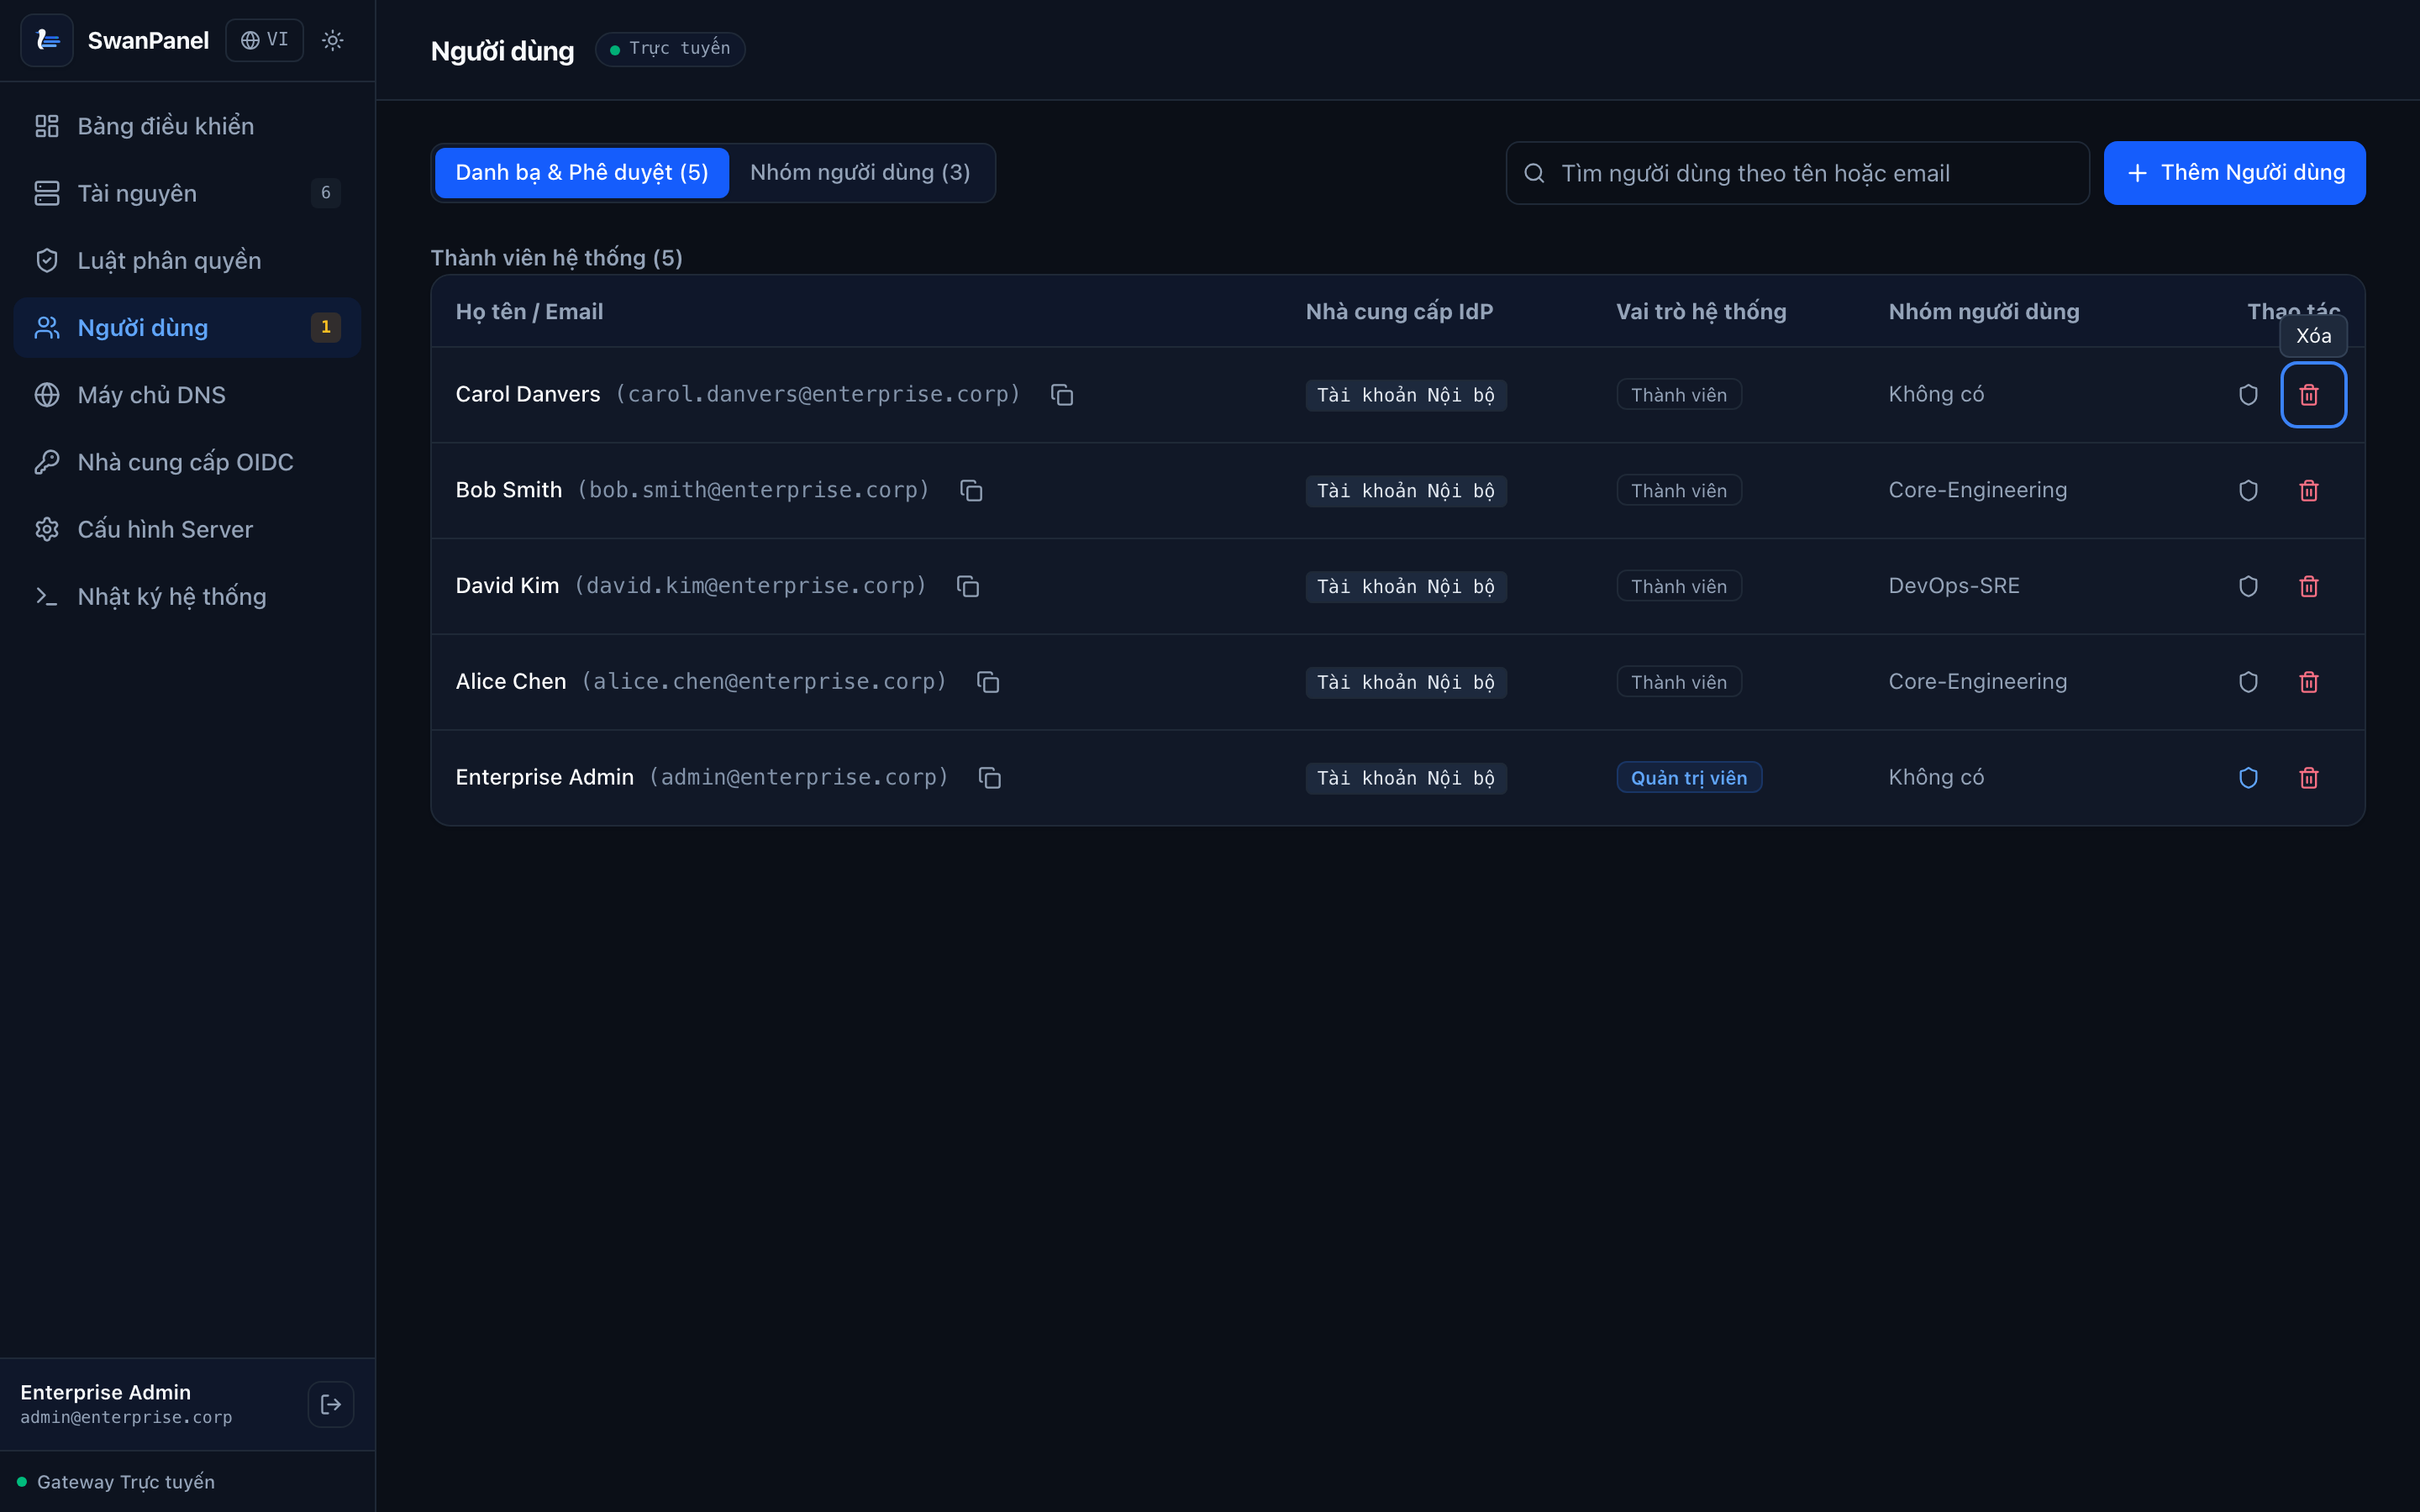 SwanPanel
VI
Bảng điều khiển
Tài nguyên 6
Luật phân quyền
Người dùng 1
Máy chủ DNS
Nhà cung cấp OIDC
Cấu hình Server
Nhật ký hệ thống
Enterprise Admin
admin@enterprise.corp
Gateway Trực tuyến
Người dùng Trực tuyến
Danh bạ & Phê duyệt (5) Nhóm người dùng (3) Tìm người dùng theo tên hoặc email Thêm Người dùng
Thành viên hệ thống (5)
Họ tên / Email Nhà cung cấp IdP Vai trò hệ thống Nhóm người dùng Thao tác
Xóa
Carol Danvers (carol.danvers@enterprise.corp) Tài khoản Nội bộ Thành viên Không có
Bob Smith (bob.smith@enterprise.corp) Tài khoản Nội bộ Thành viên Core-Engineering
David Kim (david.kim@enterprise.corp) Tài khoản Nội bộ Thành viên DevOps-SRE
Alice Chen (alice.chen@enterprise.corp) Tài khoản Nội bộ Thành viên Core-Engineering
Enterprise Admin (admin@enterprise.corp) Tài khoản Nội bộ Quản trị viên Không có